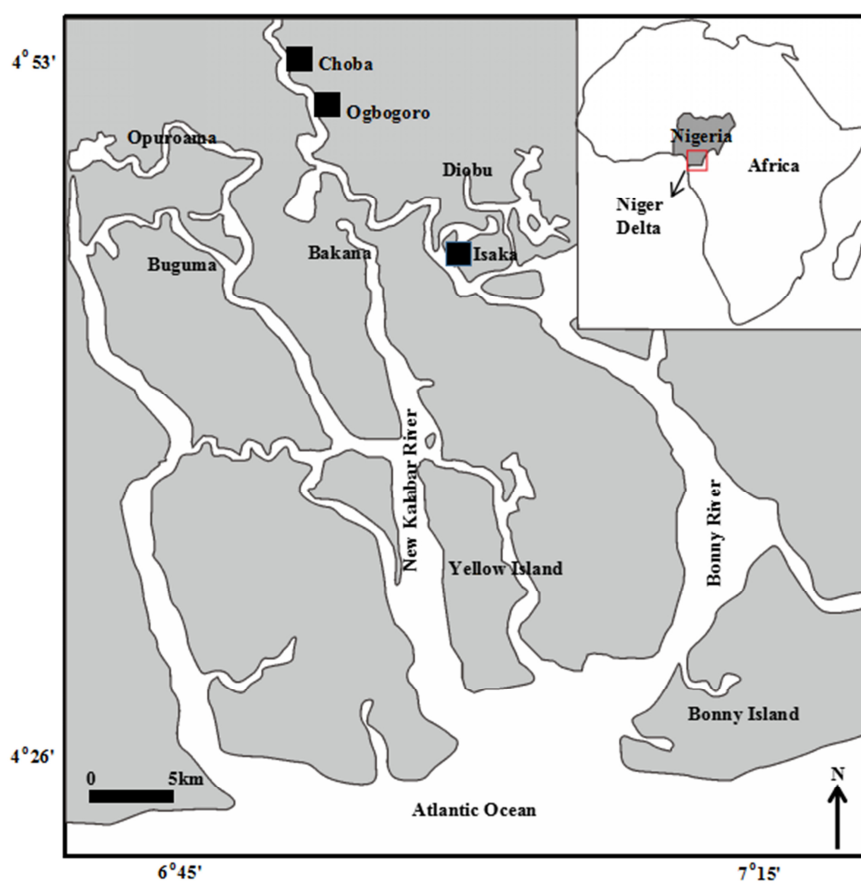 4° 53'
Choba
Ogbogoro
Opuroama
Nigeria
Diobu
Africa
Niger
Delta
Buguma
Bakana
Isaka
New Kalabar River
Bonny River
Yellow Island
Bonny Island
4° 26'
0 5km
N
Atlantic Ocean
6° 45'
7° 15'